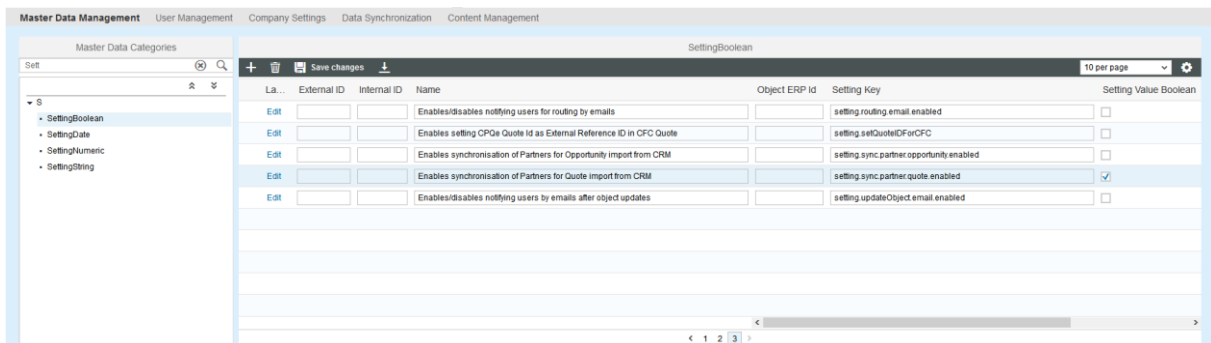 Master Data Management User Management Company Settings Data Synchronization Content Management
Master Data Categories
Sett
S
SettingBoolean
SettingDate
SettingNumeric
SettingString
SettingBoolean
Save changes 10 per page
La... External ID Internal ID Name Object ERP Id Setting Key Setting Value Boolean
Edit Enables/disables notifying users for routing by emails setting.routing.email.enabled
Edit Enables setting CPQe Quote Id as External Reference ID in CFC Quote setting.setQuoteIDForCFC
Edit Enables synchronisation of Partners for Opportunity import from CRM setting.sync.partner.opportunity.enabled
Edit Enables synchronisation of Partners for Quote import from CRM setting.sync.partner.quote.enabled
Edit Enables/disables notifying users by emails after object updates setting.updateObject.email.enabled
1 2 3